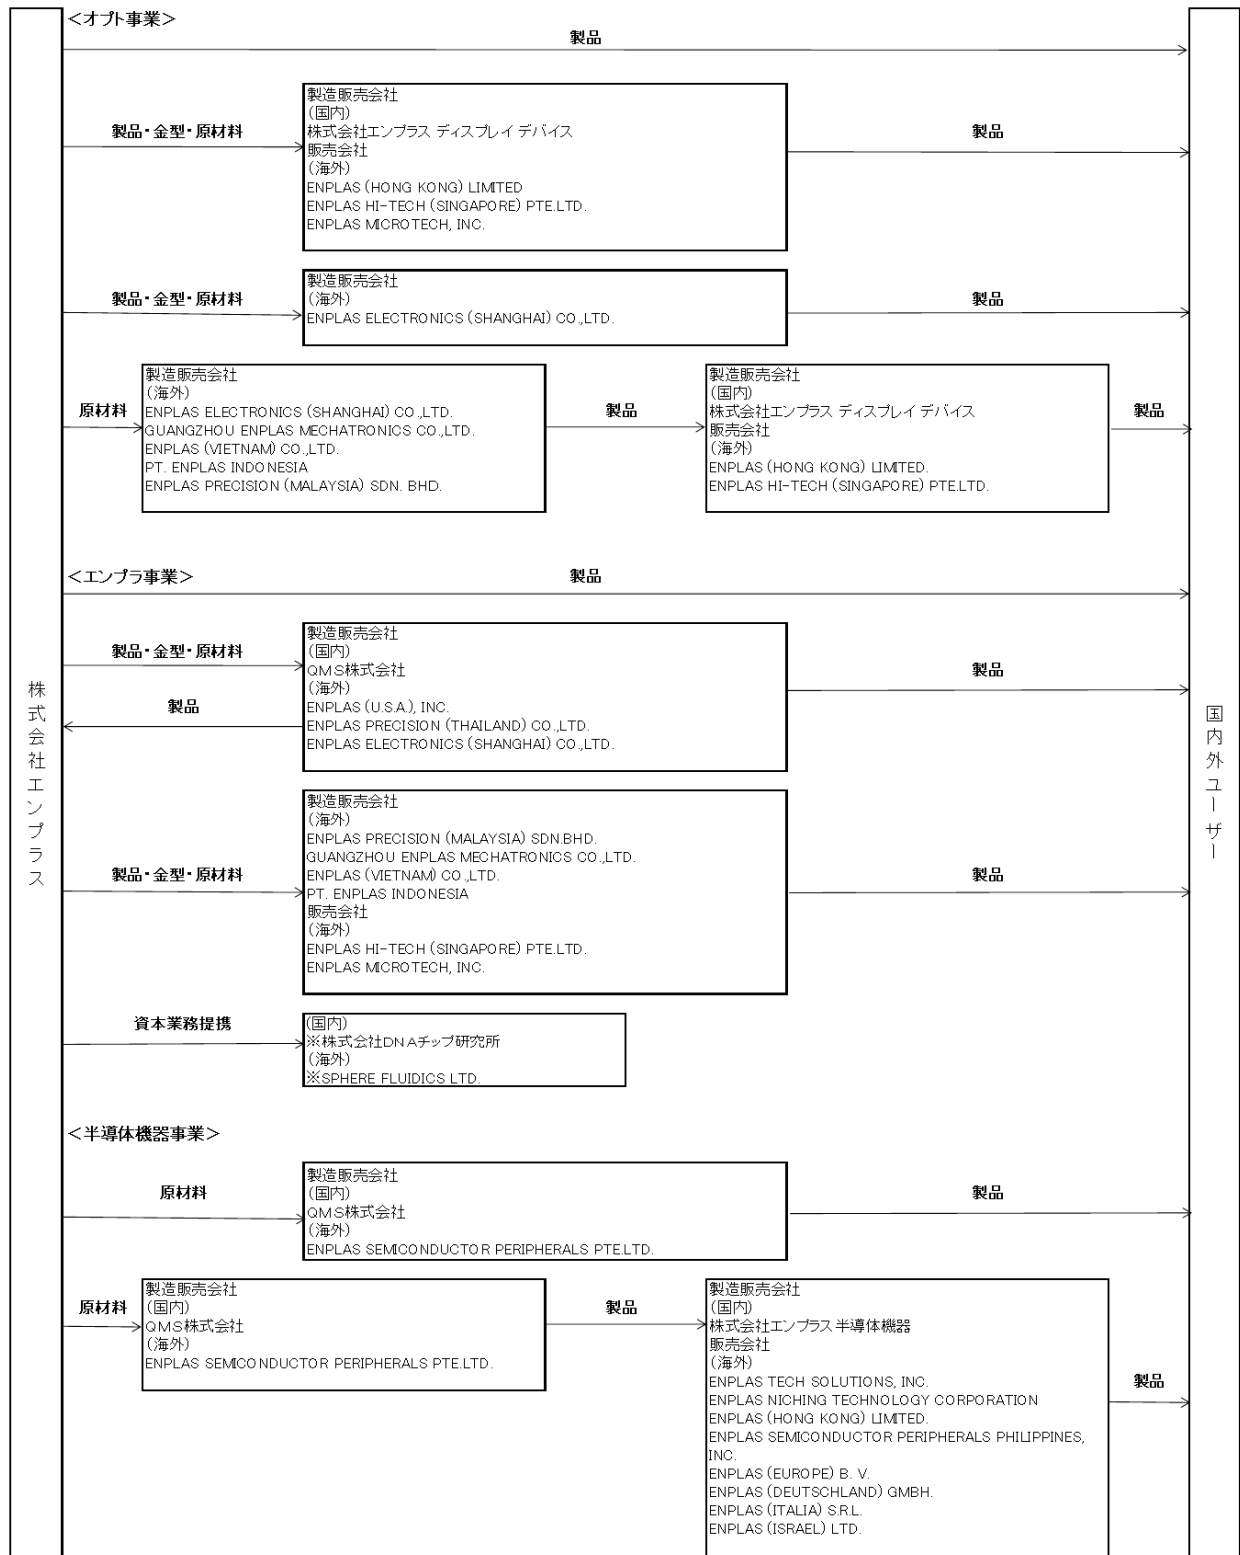 <オプト事業>
製品
製品・金型・原材料
製造販売会社
(国内)
株式会社エンプラス ディスプレイ デバイス
販売会社
(海外)
ENPLAS (HONG KONG) LIMITED
ENPLAS HI-TECH (SINGAPORE) PTE.LTD.
ENPLAS MICROTECH, INC.
製品
製品・金型・原材料
製造販売会社
(海外)
ENPLAS ELECTRONICS (SHANGHAI) CO.,LTD.
製品
原材料
製造販売会社
(海外)
ENPLAS ELECTRONICS (SHANGHAI) CO.,LTD.
GUANGZHOU ENPLAS MECHATRONICS CO.,LTD.
ENPLAS (VIETNAM) CO.,LTD.
PT. ENPLAS INDONESIA
ENPLAS PRECISION (MALAYSIA) SDN. BHD.
製品
製造販売会社
(国内)
株式会社エンプラス ディスプレイ デバイス
販売会社
(海外)
ENPLAS (HONG KONG) LIMITED.
ENPLAS HI-TECH (SINGAPORE) PTE.LTD.
製品
<エンプラ事業>
製品
製品・金型・原材料
製品
製造販売会社
(国内)
QMS株式会社
(海外)
ENPLAS (U.S.A.), INC.
ENPLAS PRECISION (THAILAND) CO.,LTD.
ENPLAS ELECTRONICS (SHANGHAI) CO.,LTD.
製品
株式会社エンプラス
国内外ユーザー
製品・金型・原材料
製造販売会社
(海外)
ENPLAS PRECISION (MALAYSIA) SDN.BHD.
GUANGZHOU ENPLAS MECHATRONICS CO.,LTD.
ENPLAS (VIETNAM) CO.,LTD.
PT. ENPLAS INDONESIA
販売会社
(海外)
ENPLAS HI-TECH (SINGAPORE) PTE.LTD.
ENPLAS MICROTECH, INC.
製品
資本業務提携
(国内)
※株式会社DNAチップ研究所
(海外)
※SPHERE FLUIDICS LTD.
<半導体機器事業>
原材料
製造販売会社
(国内)
QMS株式会社
(海外)
ENPLAS SEMICONDUCTOR PERIPHERALS PTE.LTD.
製品
原材料
製造販売会社
(国内)
QMS株式会社
(海外)
ENPLAS SEMICONDUCTOR PERIPHERALS PTE.LTD.
製品
製造販売会社
(国内)
株式会社エンプラス 半導体機器
販売会社
(海外)
ENPLAS TECH SOLUTIONS, INC.
ENPLAS NICHING TECHNOLOGY CORPORATION
ENPLAS (HONG KONG) LIMITED.
ENPLAS SEMICONDUCTOR PERIPHERALS PHILIPPINES,
INC.
ENPLAS (EUROPE) B. V.
ENPLAS (DEUTSCHLAND) GMBH.
ENPLAS (ITALIA) S.R.L.
ENPLAS (ISRAEL) LTD.
製品